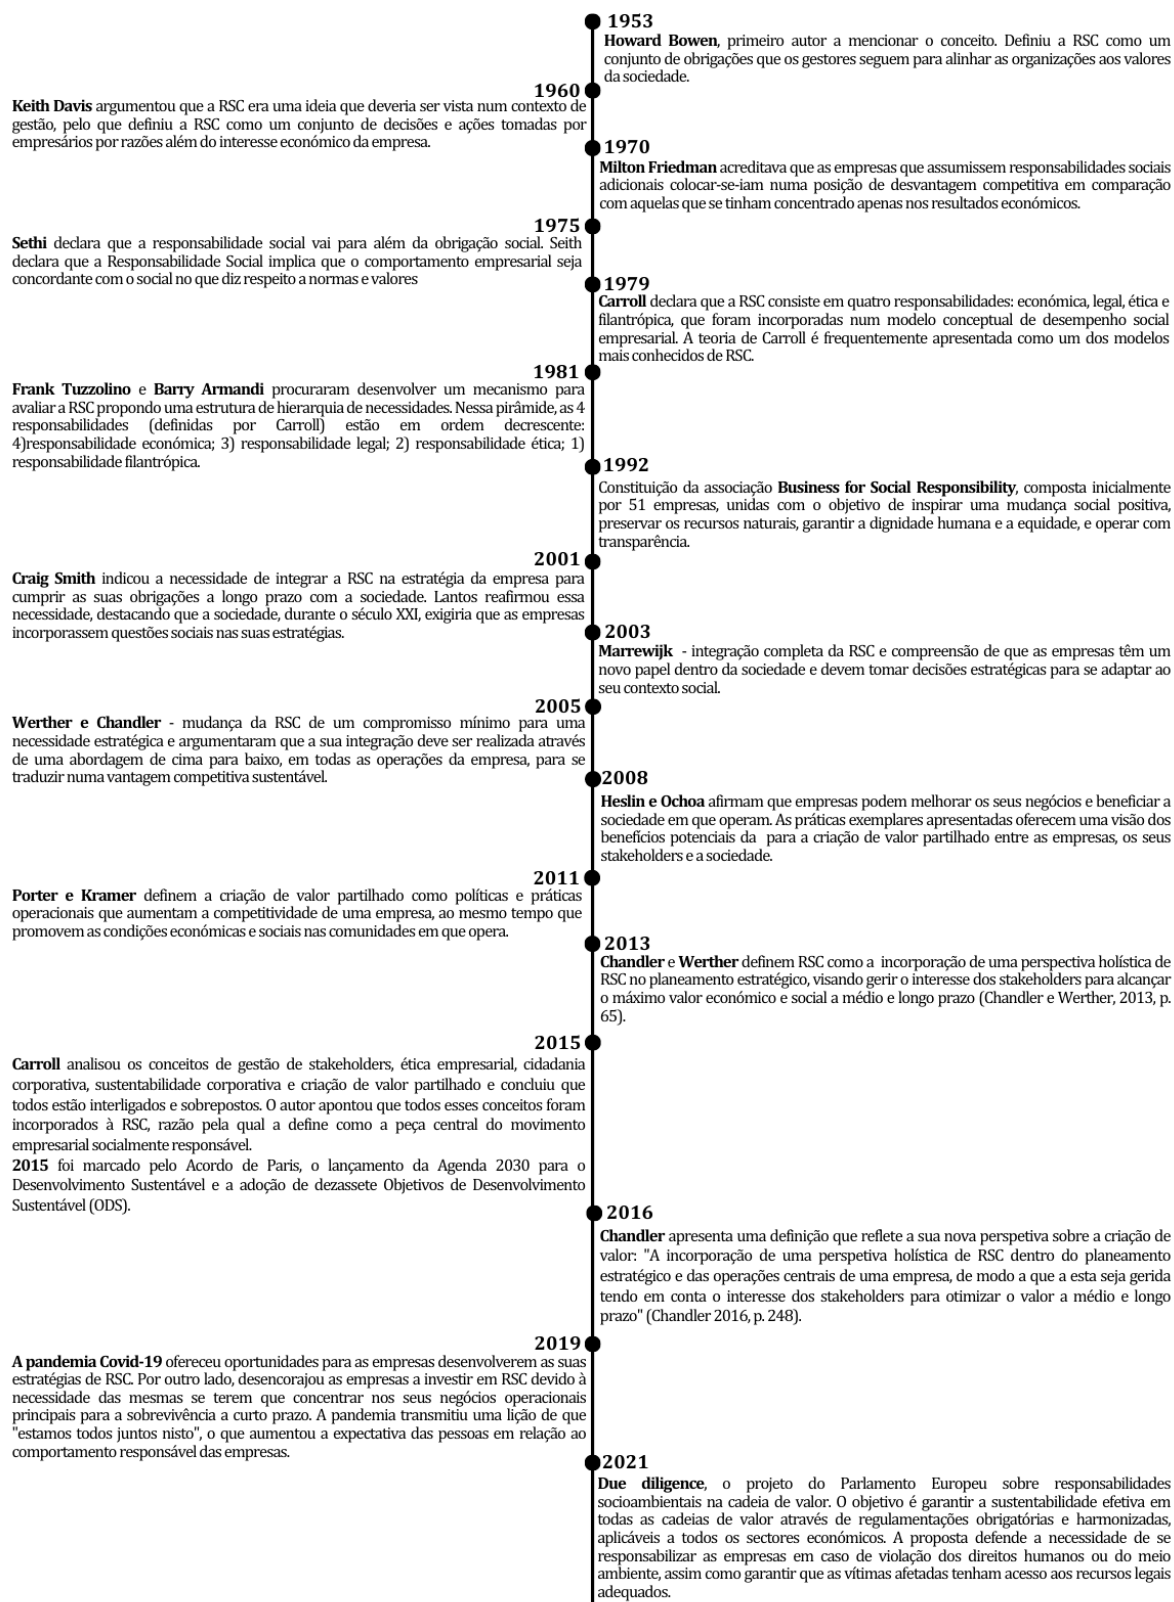 1953
Howard Bowen, primeiro autor a mencionar o conceito. Definiu a RSC como um
conjunto de obrigações que os gestores seguem para alinhar as organizações aos valores
da sociedade.
1960
Keith Davis argumentou que a RSC era uma ideia que deveria ser vista num contexto de
gestão, pelo que definiu a RSC como um conjunto de decisões e ações tomadas por
empresários por razões além do interesse económico da empresa.
1970
Milton Friedman acreditava que as empresas que assumissem responsabilidades sociais
adicionais colocar-se-iam numa posição de desvantagem competitiva em comparação
com aquelas que se tinham concentrado apenas nos resultados económicos.
1975
Sethi declara que a responsabilidade social vai para além da obrigação social. Seith
declara que a Responsabilidade Social implica que o comportamento empresarial seja
concordante com o social no que diz respeito a normas e valores
1979
Carroll declara que a RSC consiste em quatro responsabilidades: económica, legal, ética e
filantrópica, que foram incorporadas num modelo conceptual de desempenho social
empresarial. A teoria de Carroll é frequentemente apresentada como um dos modelos
mais conhecidos de RSC.
1981
Frank Tuzzolino e Barry Armandi procuraram desenvolver um mecanismo para
avaliar a RSC propondo uma estrutura de hierarquia de necessidades. Nessa pirâmide, as 4
responsabilidades (definidas por Carroll) estão em ordem decrescente:
4)responsabilidade económica; 3) responsabilidade legal; 2) responsabilidade ética; 1)
responsabilidade filantrópica.
1992
Constituição da associação Business for Social Responsibility, composta inicialmente
por 51 empresas, unidas com o objetivo de inspirar uma mudança social positiva,
preservar os recursos naturais, garantir a dignidade humana e a equidade, e operar com
transparência.
2001
Craig Smith indicou a necessidade de integrar a RSC na estratégia da empresa para
cumprir as suas obrigações a longo prazo com a sociedade. Lantos reafirmou essa
necessidade, destacando que a sociedade, durante o século XXI, exigiria que as empresas
incorporassem questões sociais nas suas estratégias.
2003
Marrewijk - integração completa da RSC e compreensão de que as empresas têm um
novo papel dentro da sociedade e devem tomar decisões estratégicas para se adaptar ao
seu contexto social.
2005
Werther e Chandler - mudança da RSC de um compromisso mínimo para uma
necessidade estratégica e argumentaram que a sua integração deve ser realizada através
de uma abordagem de cima para baixo, em todas as operações da empresa, para se
traduzir numa vantagem competitiva sustentável.
2008
Heslin e Ochoa afirmam que empresas podem melhorar os seus negócios e beneficiar a
sociedade em que operam. As práticas exemplares apresentadas oferecem uma visão dos
benefícios potenciais da para a criação de valor partilhado entre as empresas, os seus
stakeholders e a sociedade.
2011
Porter e Kramer definem a criação de valor partilhado como políticas e práticas
operacionais que aumentam a competitividade de uma empresa, ao mesmo tempo que
promovem as condições económicas e sociais nas comunidades em que opera.
2013
Chandler e Werther definem RSC como a incorporação de uma perspectiva holística de
RSC no planeamento estratégico, visando gerir o interesse dos stakeholders para alcançar
o máximo valor económico e social a médio e longo prazo (Chandler e Werther, 2013, p.
65).
2015
Carroll analisou os conceitos de gestão de stakeholders, ética empresarial, cidadania
corporativa, sustentabilidade corporativa e criação de valor partilhado e concluiu que
todos estão interligados e sobrepostos. O autor apontou que todos esses conceitos foram
incorporados à RSC, razão pela qual a define como a peça central do movimento
empresarial socialmente responsável.
2015 foi marcado pelo Acordo de Paris, o lançamento da Agenda 2030 para o
Desenvolvimento Sustentável e a adoção de dezassete Objetivos de Desenvolvimento
Sustentável (ODS).
2016
Chandler apresenta uma definição que reflete a sua nova perspetiva sobre a criação de
valor: "A incorporação de uma perspetiva holística de RSC dentro do planeamento
estratégico e das operações centrais de uma empresa, de modo a que a esta seja gerida
tendo em conta o interesse dos stakeholders para otimizar o valor a médio e longo
prazo" (Chandler 2016, p. 248).
2019
A pandemia Covid-19 ofereceu oportunidades para as empresas desenvolverem as suas
estratégias de RSC. Por outro lado, desencorajou as empresas a investir em RSC devido à
necessidade das mesmas se terem que concentrar nos seus negócios operacionais
principais para a sobrevivência a curto prazo. A pandemia transmitiu uma lição de que
"estamos todos juntos nisto", o que aumentou a expectativa das pessoas em relação ao
comportamento responsável das empresas.
2021
Due diligence, o projeto do Parlamento Europeu sobre responsabilidades
socioambientais na cadeia de valor. O objetivo é garantir a sustentabilidade efetiva em
todas as cadeias de valor através de regulamentações obrigatórias e harmonizadas,
aplicáveis a todos os sectores económicos. A proposta defende a necessidade de se
responsabilizar as empresas em caso de violação dos direitos humanos ou do meio
ambiente, assim como garantir que as vítimas afetadas tenham acesso aos recursos legais
adequados.